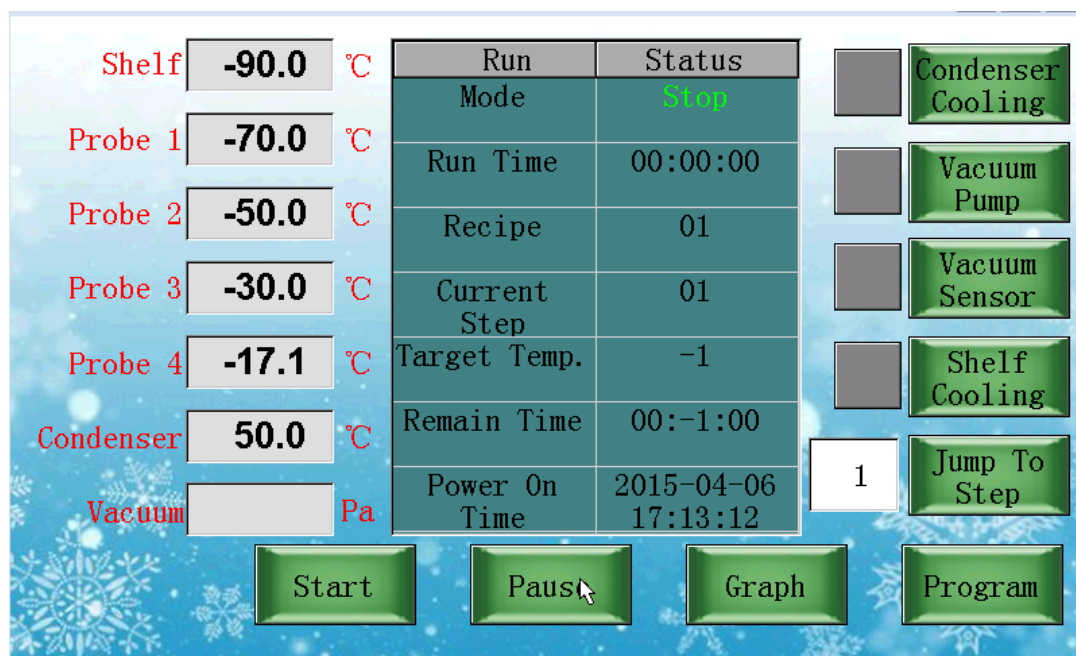 Shelf -90.0 ℃
Probe 1 -70.0 ℃
Probe 2 -50.0 ℃
Probe 3 -30.0 ℃
Probe 4 -17.1 ℃
Condenser 50.0 ℃
Vacuum Pa
Run Status
Mode Stop
Run Time 00:00:00
Recipe 01
Current 01
Step
Target Temp. -1
Remain Time 00:-1:00
Power On 2015-04-06
Time 17:13:12
Condenser
Cooling
Vacuum
Pump
Vacuum
Sensor
Shelf
Cooling
1 Jump To
Step
Start Pause Graph Program